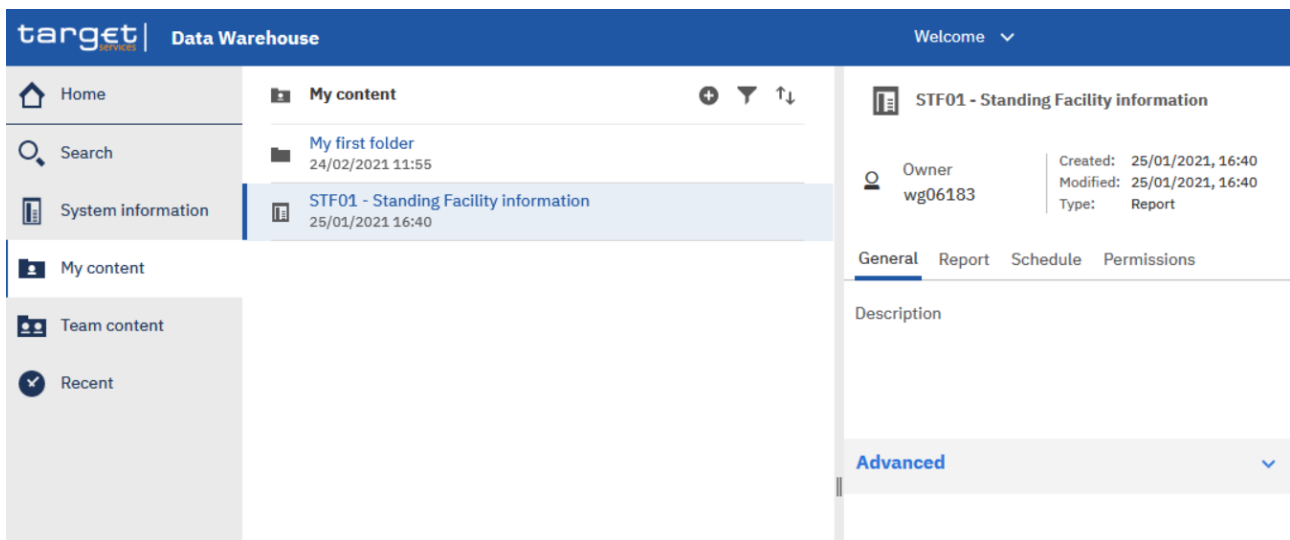 target services | Data Warehouse
Welcome
Home
Search
System information
My content
Team content
Recent
My content
My first folder
24/02/2021 11:55
STF01 - Standing Facility information
25/01/2021 16:40
STF01 - Standing Facility information
Owner
wg06183
Created: 25/01/2021, 16:40
Modified: 25/01/2021, 16:40
Type: Report
General Report Schedule Permissions
Description
Advanced